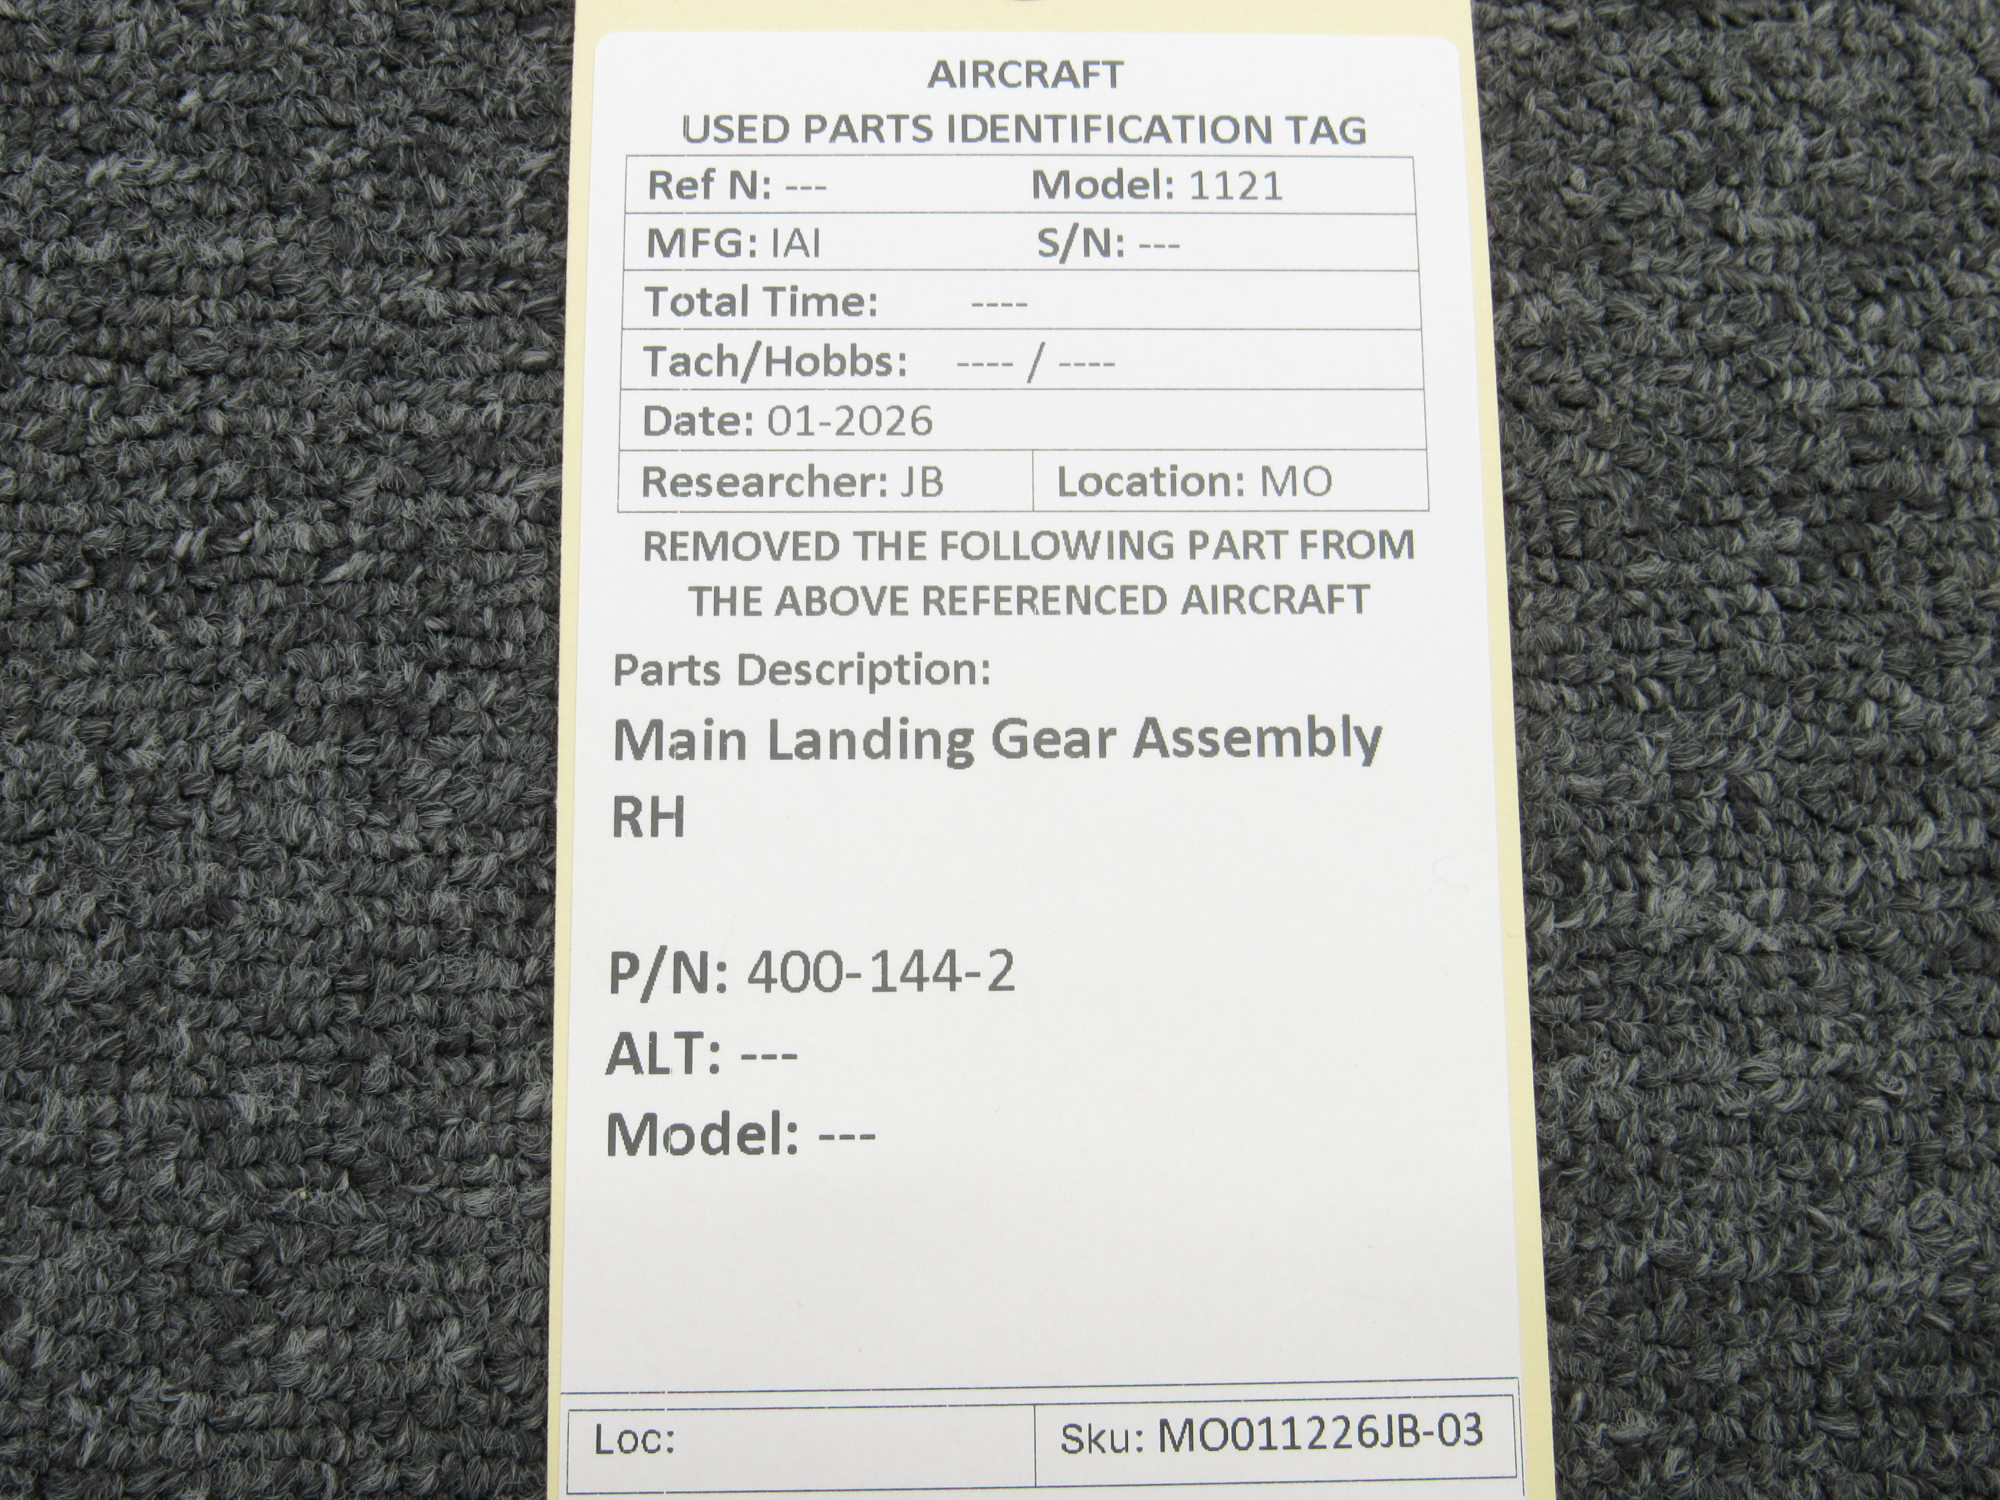 AIRCRAFT
USED PARTS IDENTIFICATION TAG
Ref N: --- Model: 1121
MFG: IAI S/N: ---
Total Time: ----
Tach/Hobbs: ---- / ----
Date: 01-2026
Researcher: JB Location: MO
REMOVED THE FOLLOWING PART FROM
THE ABOVE REFERENCED AIRCRAFT
Parts Description:
Main Landing Gear Assembly
RH
P/N: 400-144-2
ALT: ---
Model: ---
Loc: Sku: MO011226JB-03